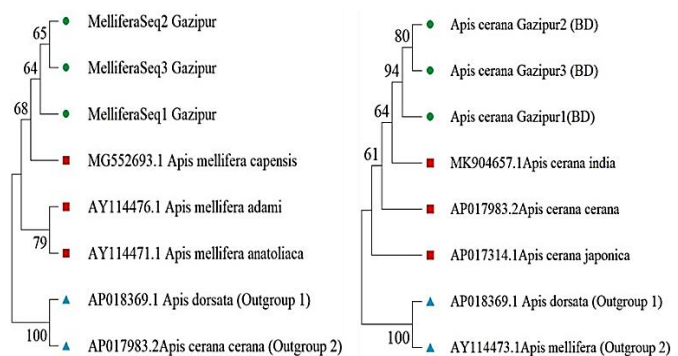 MelliferaSeq2 Gazipur
65
MelliferaSeq3 Gazipur
64
MelliferaSeq1 Gazipur
68
MG552693.1 Apis mellifera capensis
AY114476.1 Apis mellifera adami
79
AY114471.1 Apis mellifera anatoliaca
AP018369.1 Apis dorsata (Outgroup 1)
100
AP017983.2Apis cerana cerana (Outgroup 2)
Apis cerana Gazipur2 (BD)
80
Apis cerana Gazipur3 (BD)
94
Apis cerana Gazipur1(BD)
64
MK904657.1Apis cerana india
61
AP017983.2Apis cerana cerana
AP017314.1Apis cerana japonica
AP018369.1 Apis dorsata (Outgroup 1)
100
AY114473.1Apis mellifera (Outgroup 2)